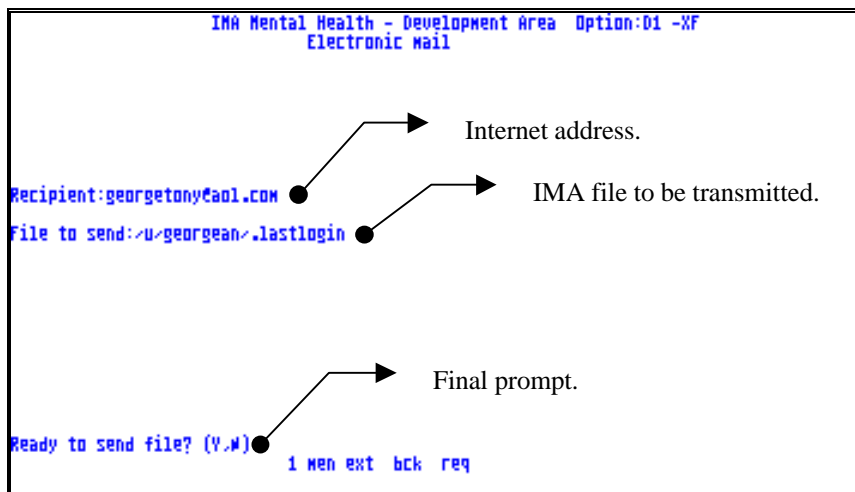 IMA Mental Health - Development Area Option:D1 -XF
Electronic mail
Internet address.
Recipient:georgetony@aol.com
IMA file to be transmitted.
File to send:/u/georgean/.lastlogin
Final prompt.
Ready to send file? (Y,N)
1 men ext bck req